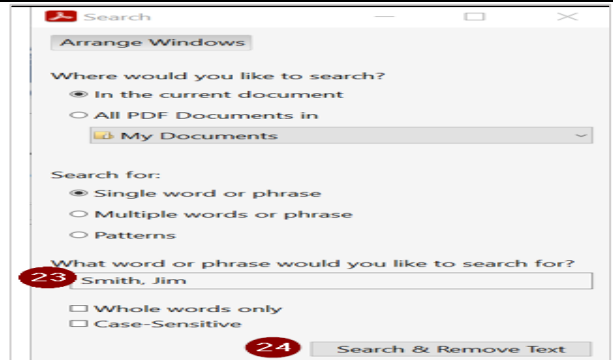 Search
Arrange Windows
Where would you like to search?
In the current document
All PDF Documents in
My Documents
Search for:
Single word or phrase
Multiple words or phrase
Patterns
What word or phrase would you like to search for?
23 Smith, Jim
Whole words only
Case-Sensitive
24 Search & Remove Text